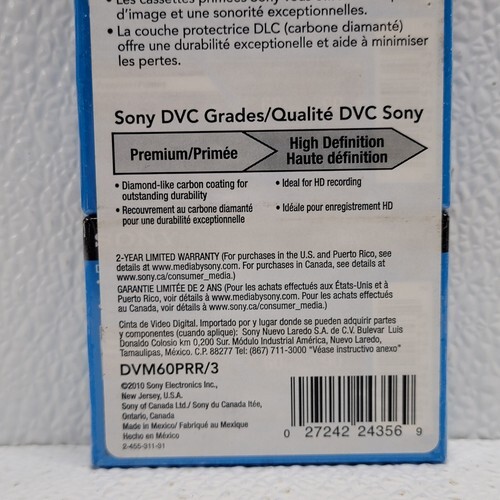 d'image et une sonorité exceptionnelles.
• La couche protectrice DLC (carbone diamanté)
offre une durabilité exceptionelle et aide à minimiser
les pertes.
Sony DVC Grades/Qualité DVC Sony
Premium/Primée
High Definition
Haute définition
• Diamond-like carbon coating for
outstanding durability
• Recouvrement au carbone diamanté
pour une durabilité exceptionnelle
• Ideal for HD recording
• Idéale pour enregistrement HD
2-YEAR LIMITED WARRANTY (For purchases in the U.S. and Puerto Rico, see
details at www.mediabysony.com. For purchases in Canada, see details at
www.sony.ca/consumer_media.)
GARANTIE LIMITÉE DE 2 ANS (Pour les achats effectués aux États-Unis et à
Puerto Rico, voir détails à www.mediabysony.com. Pour les achats effectués
au Canada, voir détails à www.sony.ca/consumer_media.)
Cinta de Video Digital. Importado por y lugar donde se pueden adquirir partes
y componentes (cuando aplique): Sony Nuevo Laredo S.A. de C.V. Bulevar Luis
Donaldo Colosio km 0,200 Sur. Módulo Industrial América, Nuevo Laredo,
Tamaulipas, México. C.P. 88277 Tel: (867) 711-3000 "Véase instructivo anexo"
DVM60PRR/3
©2010 Sony Electronics Inc.,
New Jersey, U.S.A.
Sony of Canada Ltd./ Sony du Canada ltée,
Ontario, Canada
Made in Mexico/ Fabriqué au Mexique
Hecho en México
2-455-011-01
0 27242 24356 9